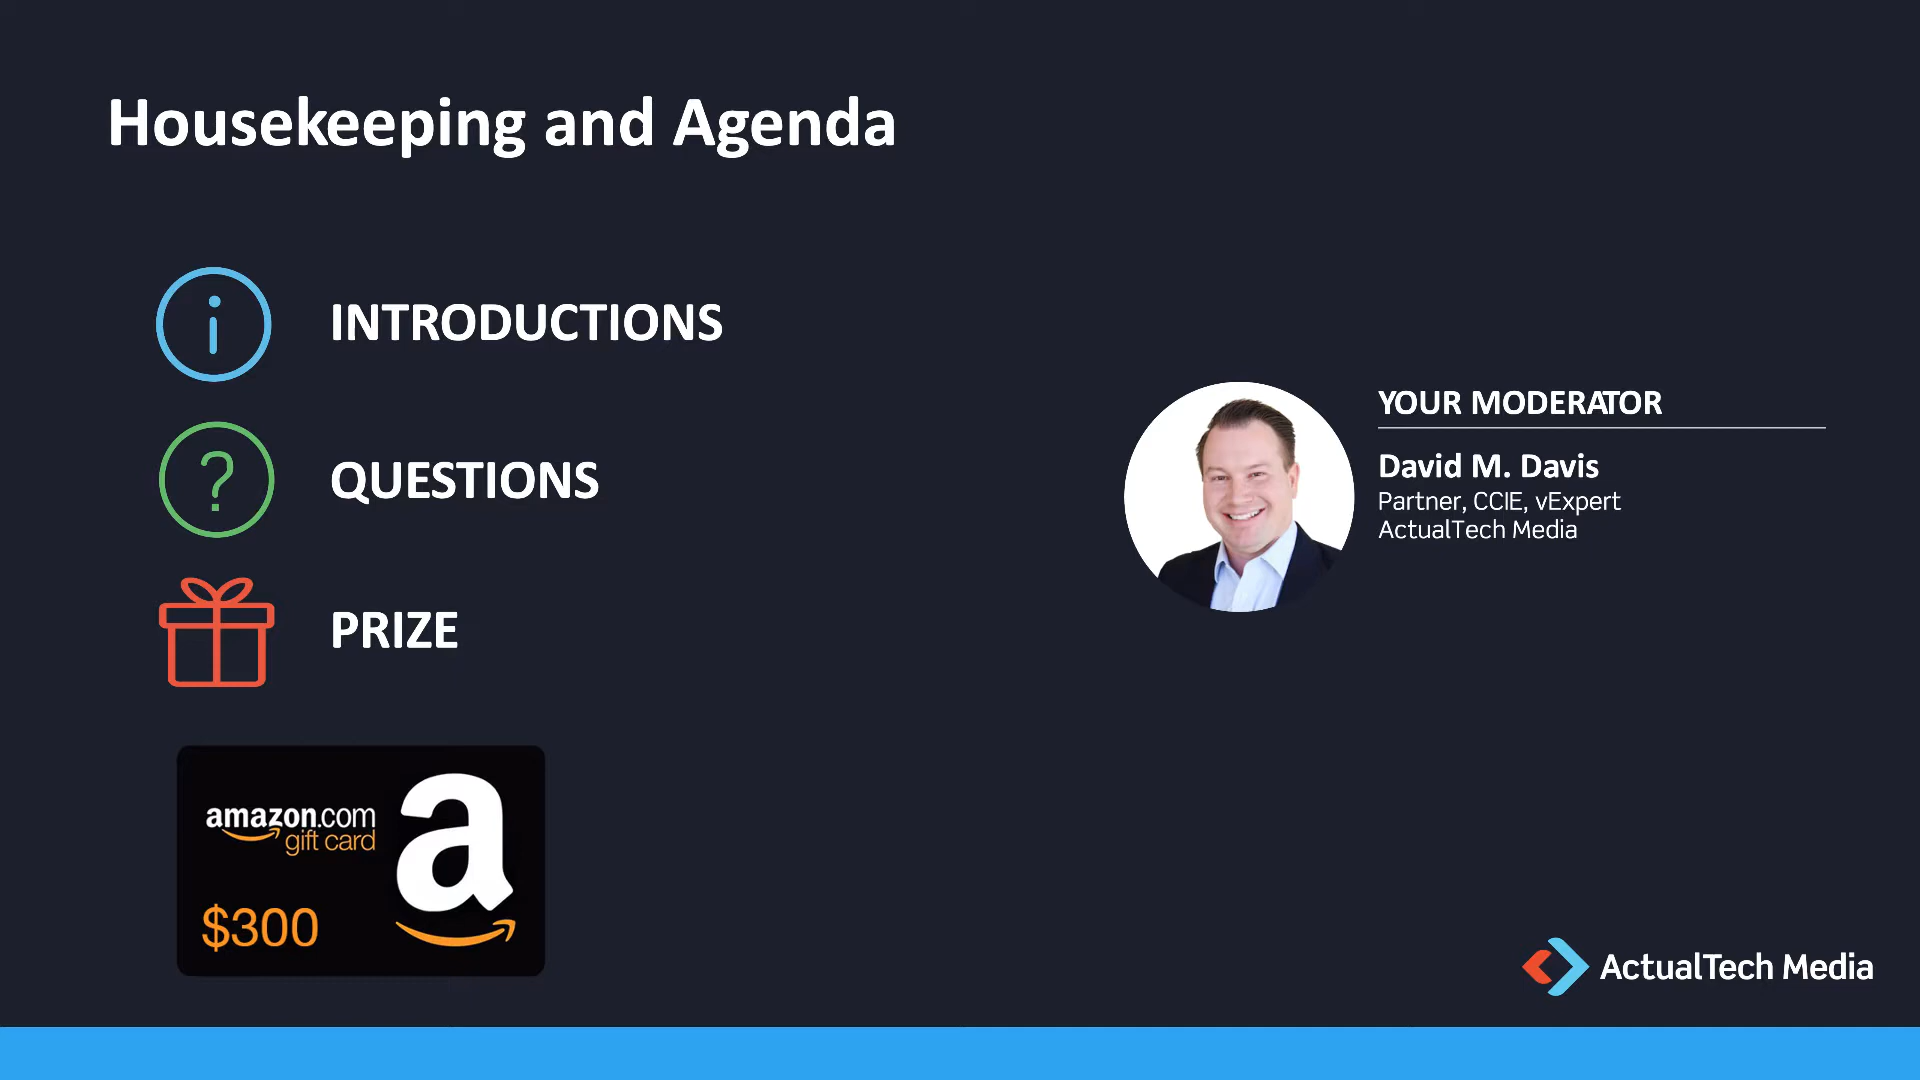 Housekeeping and Agenda
INTRODUCTIONS
QUESTIONS
PRIZE
amazon.com
gift card
$300
YOUR MODERATOR
David M. Davis
Partner, CCIE, vExpert
ActualTech Media
ActualTech Media